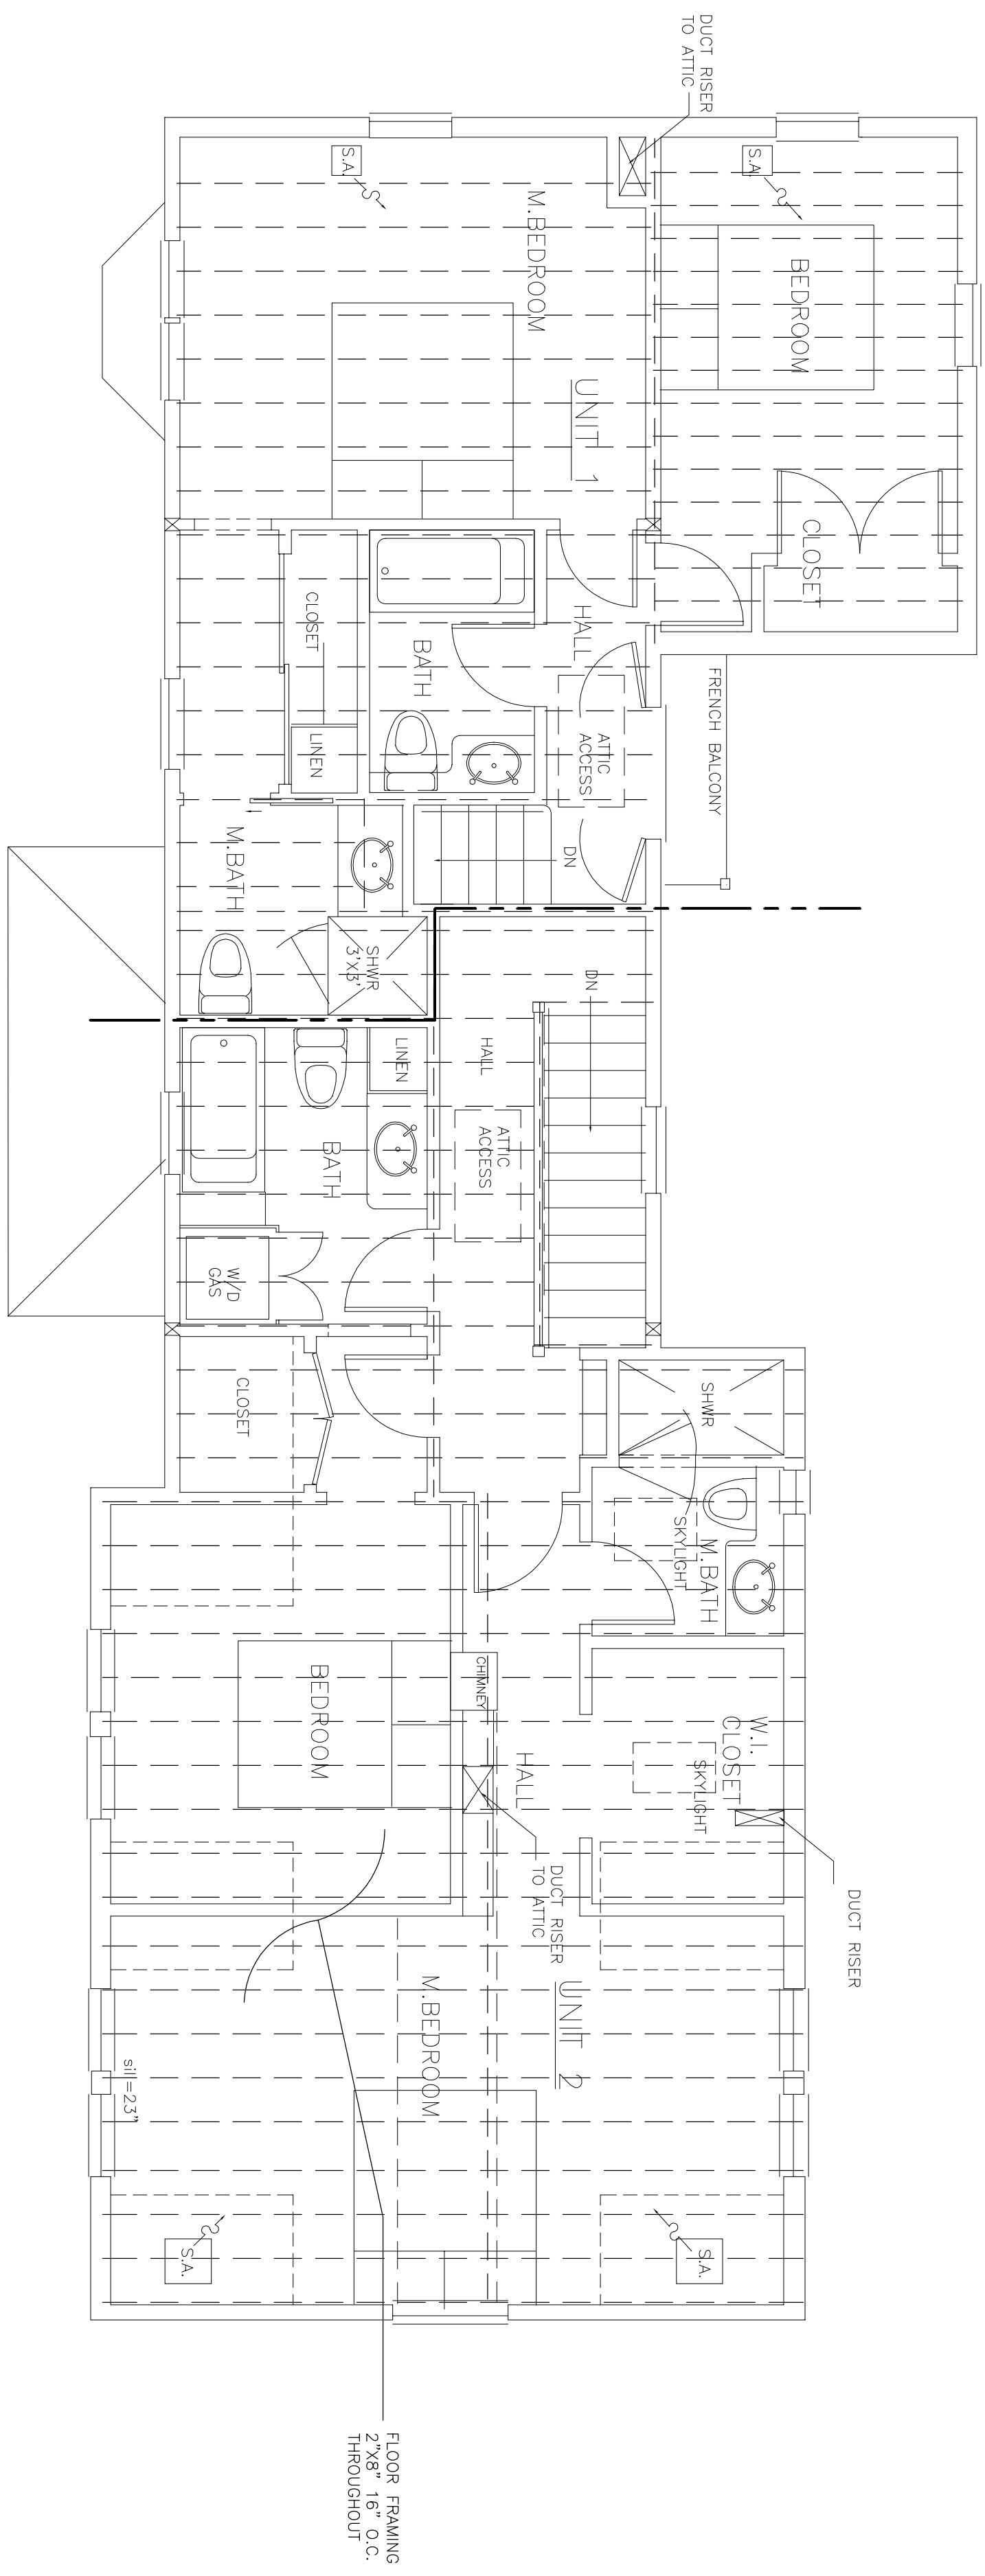 DUCT RISER
TO ATTIC
S.A.
S.A.
M.BEDROOM
BEDROOM
UNIT 1
CLOSET
CLOSET
HALL
BATH
LINEN
ATTIC
ACCESS
FRENCH BALCONY
M.BATH
DN
SHWR
3'X3'
DN
HALL
LINEN
BATH
ATTIC
ACCESS
W/D
GAS
CLOSET
SHWR
SKYLIGHT
M.BATH
CHIMNEY
BEDROOM
W.I.
CLOSET
SKYLIGHT
HALL
DUCT RISER
TO ATTIC
DUCT RISER
UNIT 2
M.BEDROOM
sill=23"
S.A.
S.A.
FLOOR FRAMING
2"X8" 16" O.C.
THROUGHOUT